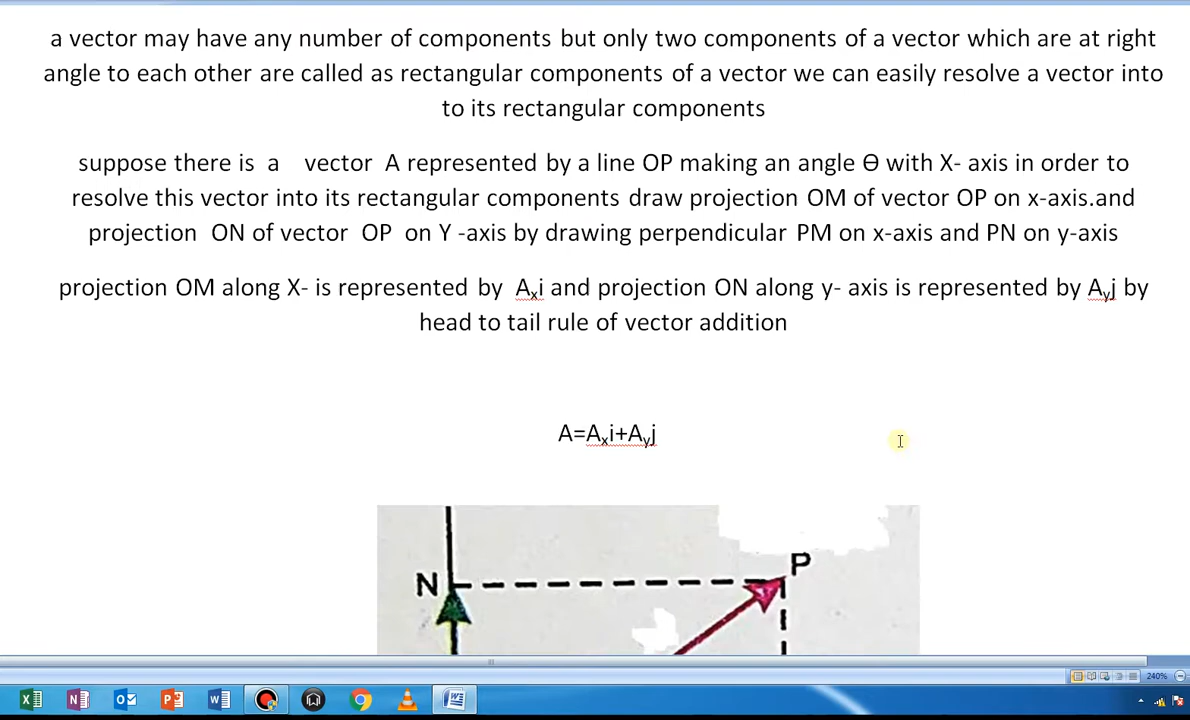 a vector may have any number of components but only two components of a vector which are at right
angle to each other are called as rectangular components of a vector we can easily resolve a vector into
to its rectangular components
suppose there is a vector A represented by a line OP making an angle Ɵ with X- axis in order to
resolve this vector into its rectangular components draw projection OM of vector OP on x-axis.and
projection ON of vector OP on Y -axis by drawing perpendicular PM on x-axis and PN on y-axis
projection OM along X- is represented by Axi and projection ON along y- axis is represented by Ayj by
head to tail rule of vector addition
A=Axi+Ayj
P
N
240%